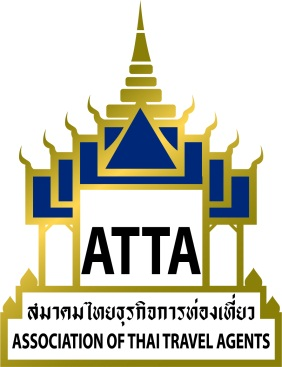 ATTA
สมาคมไทยธุรกิจการท่องเที่ยว
ASSOCIATION OF THAI TRAVEL AGENTS